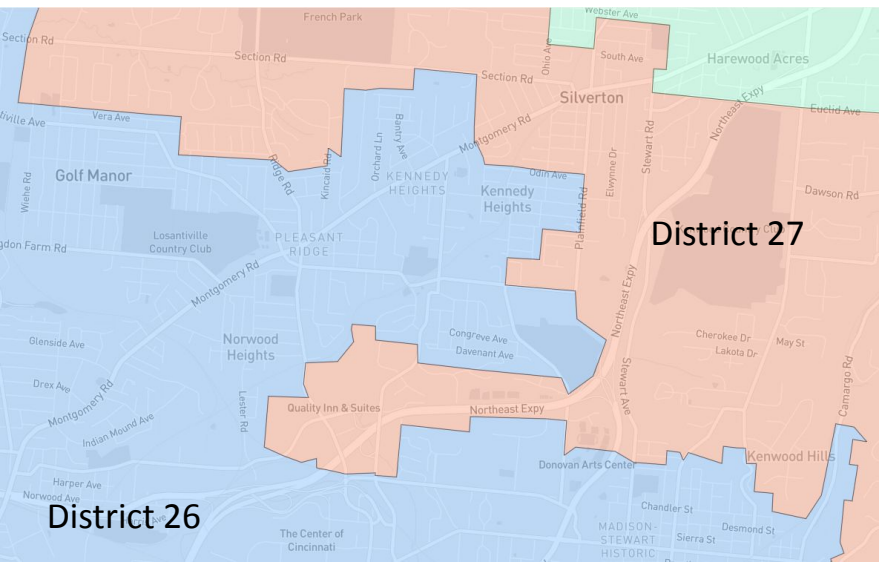 Webster Ave
French Park
Section Rd
Section Rd
South Ave
Ohio Ave
Harewood Acres
Section Rd
Silverton
Northeast Expy
Euclid Ave
Vera Ave
Montgomery Rd
Stewart Rd
Orchard Ln
Bantry Ave
Kincaid Rd
Ridge Rd
Golf Manor
Wiehe Rd
KENNEDY
HEIGHTS
Odin Ave
Elwynne Dr
Kennedy
Heights
Dawson Rd
Plainfield Rd
District 27
Losantiville
Country Club
PLEASANT
RIDGE
Farm Rd
Montgomery Rd
Northeast Expy
Glenside Ave
Norwood
Heights
Congreve Ave
Davenant Ave
Cherokee Dr
May St
Lakota Dr
Camargo Rd
Stewart Ave
Drex Ave
Montgomery Rd
Lester Rd
Quality Inn & Suites
Northeast Expy
Indian Mound Ave
Kenwood Hills
Donovan Arts Center
Harper Ave
Norwood Ave
District 26
Chandler St
Desmond St
Sierra St
The Center of
Cincinnati
MADISON-
STEWART
HISTORIC